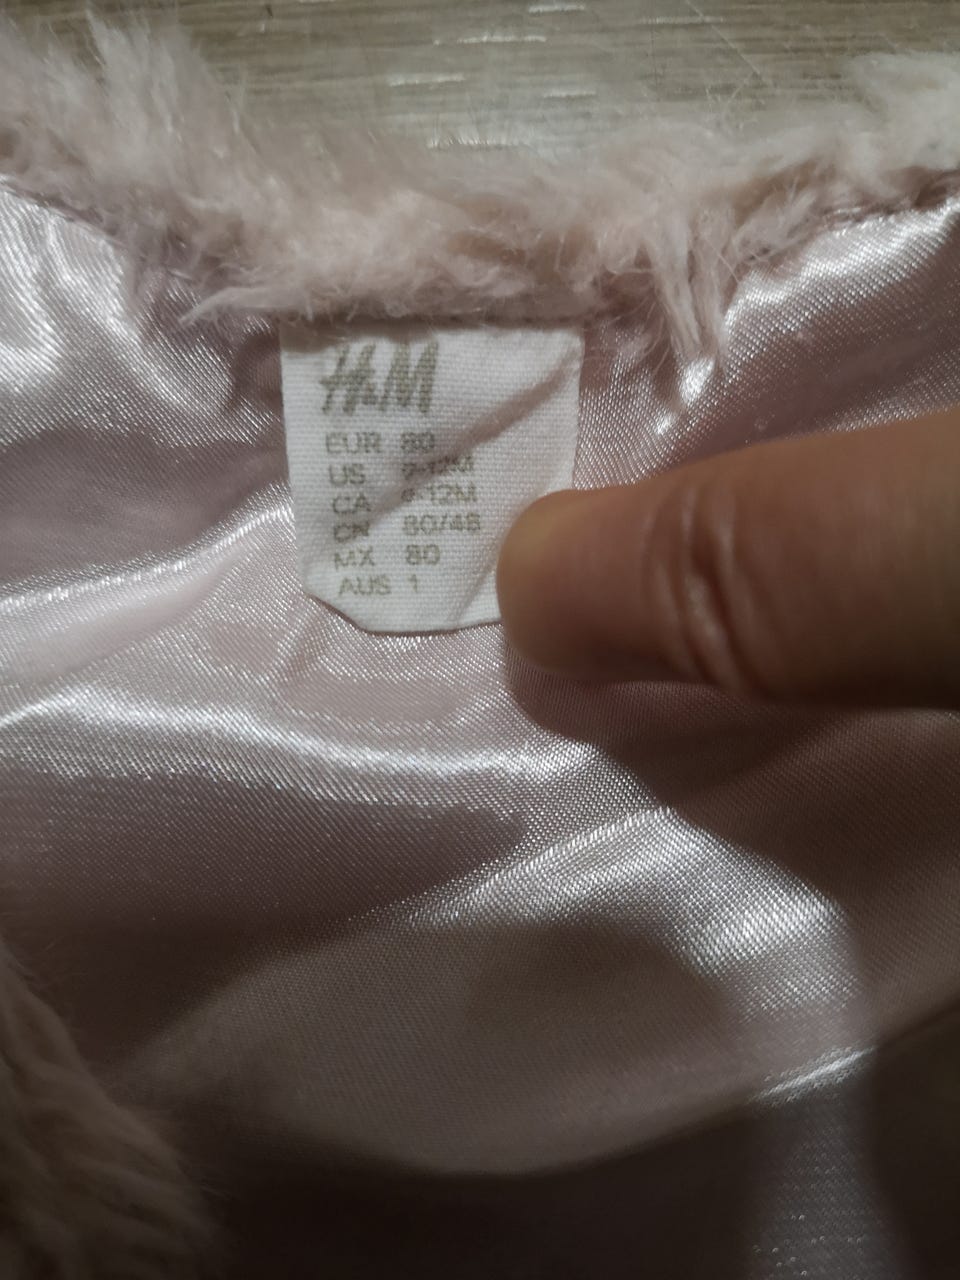 H&M
EUR 80
US 9-12M
CA 9-12M
CN 80/48
MX 80
AUS 1